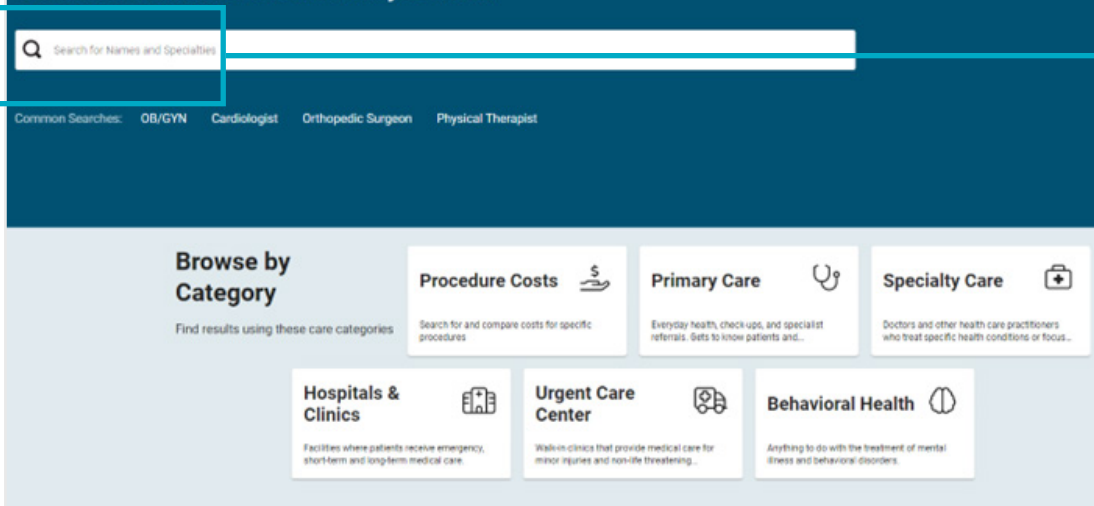 Search for Names and Specialties
Common Searches: OB/GYN Cardiologist Orthopedic Surgeon Physical Therapist
Browse by
Category
Find results using these care categories
Procedure Costs
Search for and compare costs for specific
procedures
Primary Care
Everyday health, check-ups, and specialist
referrals. Gets to know patients and...
Specialty Care
Doctors and other health care practitioners
who treat specific health conditions or focus...
Hospitals &
Clinics
Facilities where patients receive emergency,
short-term and long-term medical care.
Urgent Care
Center
Walk-in clinics that provide medical care for
minor injuries and non-life threatening...
Behavioral Health
Anything to do with the treatment of mental
illness and behavioral disorders.